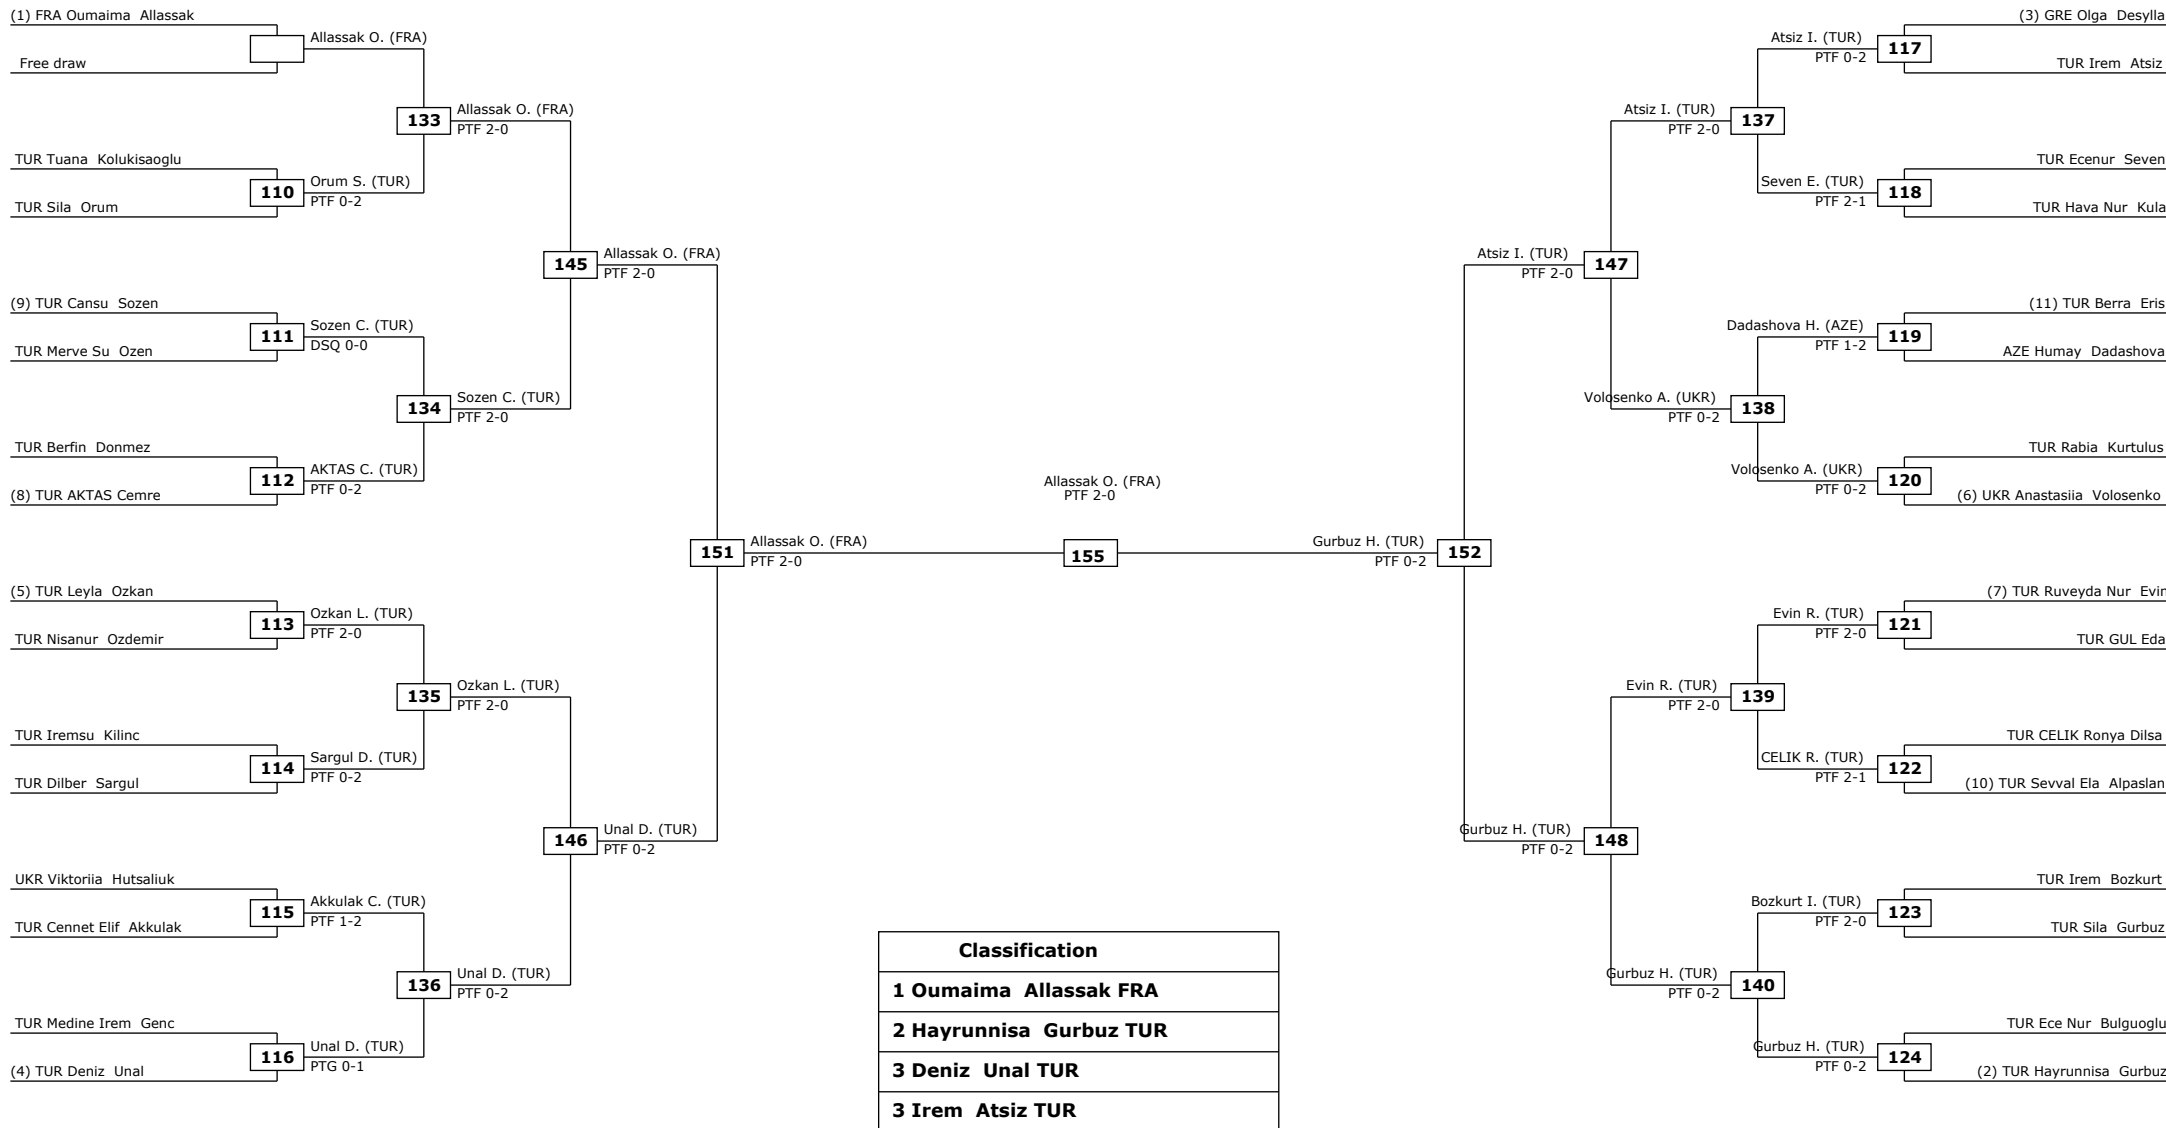 (1) FRA Oumaima Allassak
Allassak O. (FRA)
Free draw
133
Allassak O. (FRA)
PTF 2-0
TUR Tuana Kolukisaoglu
110
Orum S. (TUR)
PTF 0-2
TUR Sila Orum
145
Allassak O. (FRA)
PTF 2-0
(9) TUR Cansu Sozen
111
Sozen C. (TUR)
DSQ 0-0
TUR Merve Su Ozen
134
Sozen C. (TUR)
PTF 2-0
TUR Berfin Donmez
112
AKTAS C. (TUR)
PTF 0-2
(8) TUR AKTAS Cemre
151
Allassak O. (FRA)
PTF 2-0
(5) TUR Leyla Ozkan
113
Ozkan L. (TUR)
PTF 2-0
TUR Nisanur Ozdemir
135
Ozkan L. (TUR)
PTF 2-0
TUR Iremsu Kilinc
114
Sargul D. (TUR)
PTF 0-2
TUR Dilber Sargul
146
Unal D. (TUR)
PTF 0-2
UKR Viktoriia Hutsaliuk
115
Akkulak C. (TUR)
PTF 1-2
TUR Cennet Elif Akkulak
136
Unal D. (TUR)
PTF 0-2
TUR Medine Irem Genc
116
Unal D. (TUR)
PTG 0-1
(4) TUR Deniz Unal
Allassak O. (FRA)
PTF 2-0
155
(3) GRE Olga Desylla
Atsiz I. (TUR)
PTF 0-2
117
TUR Irem Atsiz
Atsiz I. (TUR)
PTF 2-0
137
TUR Ecenur Seven
Seven E. (TUR)
PTF 2-1
118
TUR Hava Nur Kula
Atsiz I. (TUR)
PTF 2-0
147
(11) TUR Berra Eris
Dadashova H. (AZE)
PTF 1-2
119
AZE Humay Dadashova
Volosenko A. (UKR)
PTF 0-2
138
TUR Rabia Kurtulus
Volosenko A. (UKR)
PTF 0-2
120
(6) UKR Anastasiia Volosenko
Gurbuz H. (TUR)
PTF 0-2
152
(7) TUR Ruveyda Nur Evin
Evin R. (TUR)
PTF 2-0
121
TUR GUL Eda
Evin R. (TUR)
PTF 2-0
139
TUR CELIK Ronya Dilsa
CELIK R. (TUR)
PTF 2-1
122
(10) TUR Sevval Ela Alpaslan
Gurbuz H. (TUR)
PTF 0-2
148
TUR Irem Bozkurt
Bozkurt I. (TUR)
PTF 2-0
123
TUR Sila Gurbuz
Gurbuz H. (TUR)
PTF 0-2
140
TUR Ece Nur Bulguoglu
Gurbuz H. (TUR)
PTF 0-2
124
(2) TUR Hayrunnisa Gurbuz
Classification
1 Oumaima Allassak FRA
2 Hayrunnisa Gurbuz TUR
3 Deniz Unal TUR
3 Irem Atsiz TUR